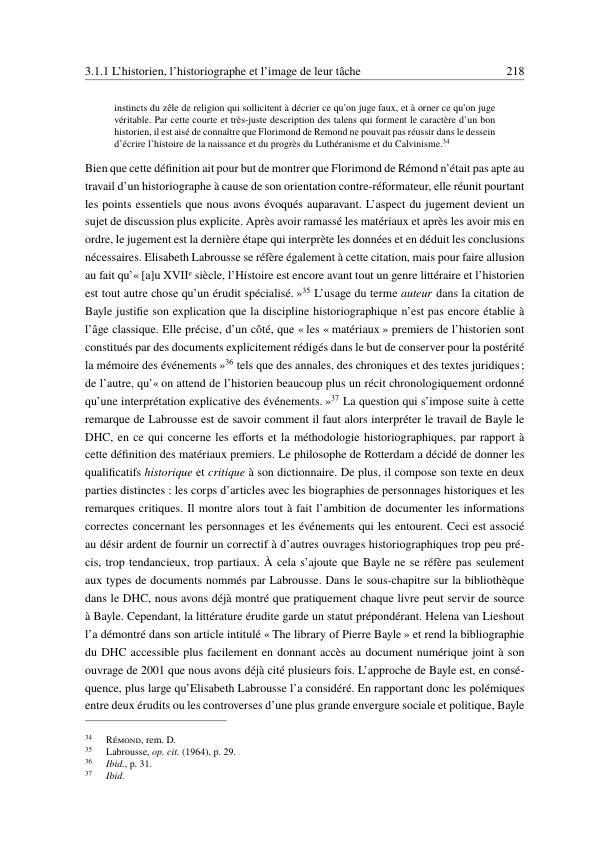 3.1.1 L’historien, l’historiographe et l’image de leur tâche 218
instincts du zêle de religion qui sollicitent à décrier ce qu’on juge faux, et à orner ce qu’on juge
véritable. Par cette courte et très-juste description des talens qui forment le caractère d’un bon
historien, il est aisé de connaître que Florimond de Remond ne pouvait pas réussir dans le dessein
d’écrire l’histoire de la naissance et du progrès du Luthéranisme et du Calvinisme.34
Bien que cette définition ait pour but de montrer que Florimond de Rémond n’était pas apte au
travail d’un historiographe à cause de son orientation contre-réformateur, elle réunit pourtant
les points essentiels que nous avons évoqués auparavant. L’aspect du jugement devient un
sujet de discussion plus explicite. Après avoir ramassé les matériaux et après les avoir mis en
ordre, le jugement est la dernière étape qui interprète les données et en déduit les conclusions
nécessaires. Elisabeth Labrousse se réfère également à cette citation, mais pour faire allusion
au fait qu’« [a]u XVIIe siècle, l’Histoire est encore avant tout un genre littéraire et l’historien
est tout autre chose qu’un érudit spécialisé. »35 L’usage du terme auteur dans la citation de
Bayle justifie son explication que la discipline historiographique n’est pas encore établie à
l’âge classique. Elle précise, d’un côté, que « les « matériaux » premiers de l’historien sont
constitués par des documents explicitement rédigés dans le but de conserver pour la postérité
la mémoire des événements »36 tels que des annales, des chroniques et des textes juridiques ;
de l’autre, qu’« on attend de l’historien beaucoup plus un récit chronologiquement ordonné
qu’une interprétation explicative des événements. »37 La question qui s’impose suite à cette
remarque de Labrousse est de savoir comment il faut alors interpréter le travail de Bayle le
DHC, en ce qui concerne les efforts et la méthodologie historiographiques, par rapport à
cette définition des matériaux premiers. Le philosophe de Rotterdam a décidé de donner les
qualificatifs historique et critique à son dictionnaire. De plus, il compose son texte en deux
parties distinctes : les corps d’articles avec les biographies de personnages historiques et les
remarques critiques. Il montre alors tout à fait l’ambition de documenter les informations
correctes concernant les personnages et les événements qui les entourent. Ceci est associé
au désir ardent de fournir un correctif à d’autres ouvrages historiographiques trop peu pré-
cis, trop tendancieux, trop partiaux. À cela s’ajoute que Bayle ne se réfère pas seulement
aux types de documents nommés par Labrousse. Dans le sous-chapitre sur la bibliothèque
dans le DHC, nous avons déjà montré que pratiquement chaque livre peut servir de source
à Bayle. Cependant, la littérature érudite garde un statut prépondérant. Helena van Lieshout
l’a démontré dans son article intitulé « The library of Pierre Bayle » et rend la bibliographie
du DHC accessible plus facilement en donnant accès au document numérique joint à son
ouvrage de 2001 que nous avons déjà cité plusieurs fois. L’approche de Bayle est, en consé-
quence, plus large qu’Elisabeth Labrousse l’a considéré. En rapportant donc les polémiques
entre deux érudits ou les controverses d’une plus grande envergure sociale et politique, Bayle
34 RÉMOND, rem. D.
35 Labrousse, op. cit. (1964), p. 29.
36 Ibid., p. 31.
37 Ibid.